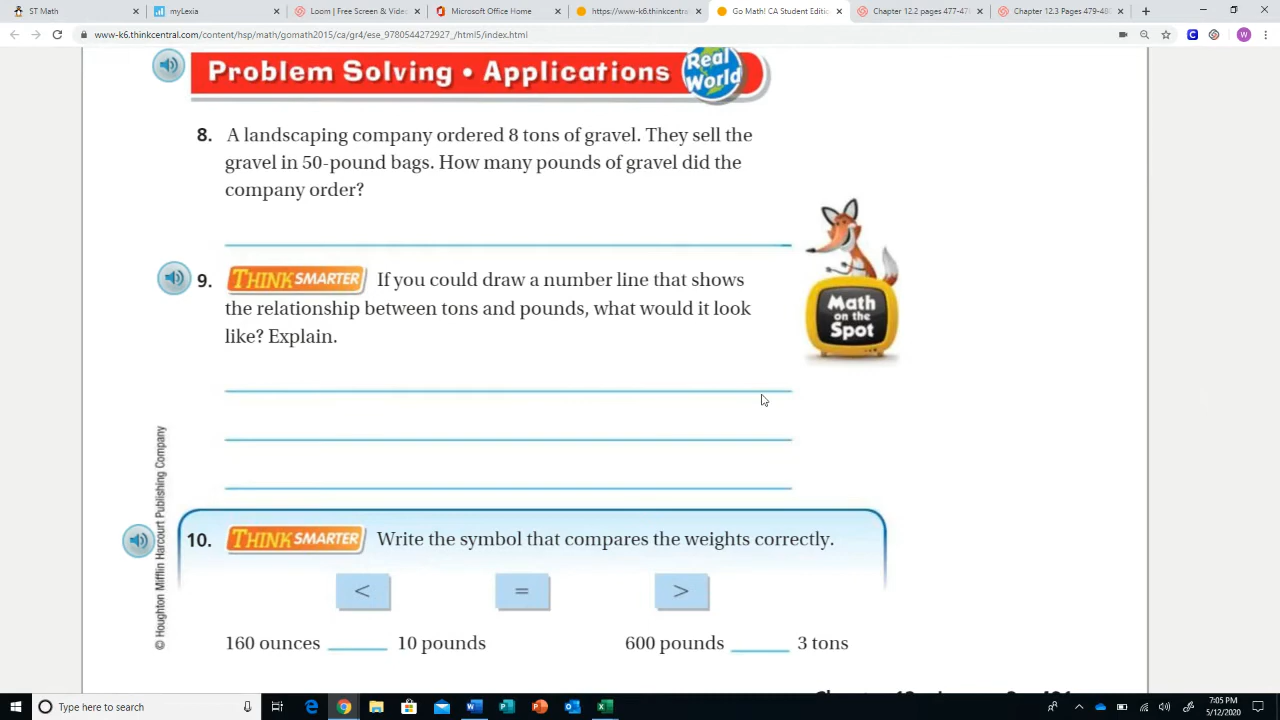 ST Math
myLexia
Loom | Free Screen & Video
Microsoft Office Home
https://www-k6.thinkcentra
Go Math! CA Student Editio
Chapter 12.2 pages 477-47
Chapter 12.3 Pages 479-48
www-k6.thinkcentral.com/content/hsp/math/gomath2015/ca/gr4/ese_9780544272927_/html5/index.html
W
Problem Solving • Applications
Real World
8. A landscaping company ordered 8 tons of gravel. They sell the
gravel in 50-pound bags. How many pounds of gravel did the
company order?
9. THINK SMARTER If you could draw a number line that shows
the relationship between tons and pounds, what would it look
like? Explain.
Math
on the
Spot
© Houghton Mifflin Harcourt Publishing Company
10. THINK SMARTER Write the symbol that compares the weights correctly.
< = >
160 ounces ______ 10 pounds 600 pounds ______ 3 tons
Type here to search
7:05 PM
5/12/2020